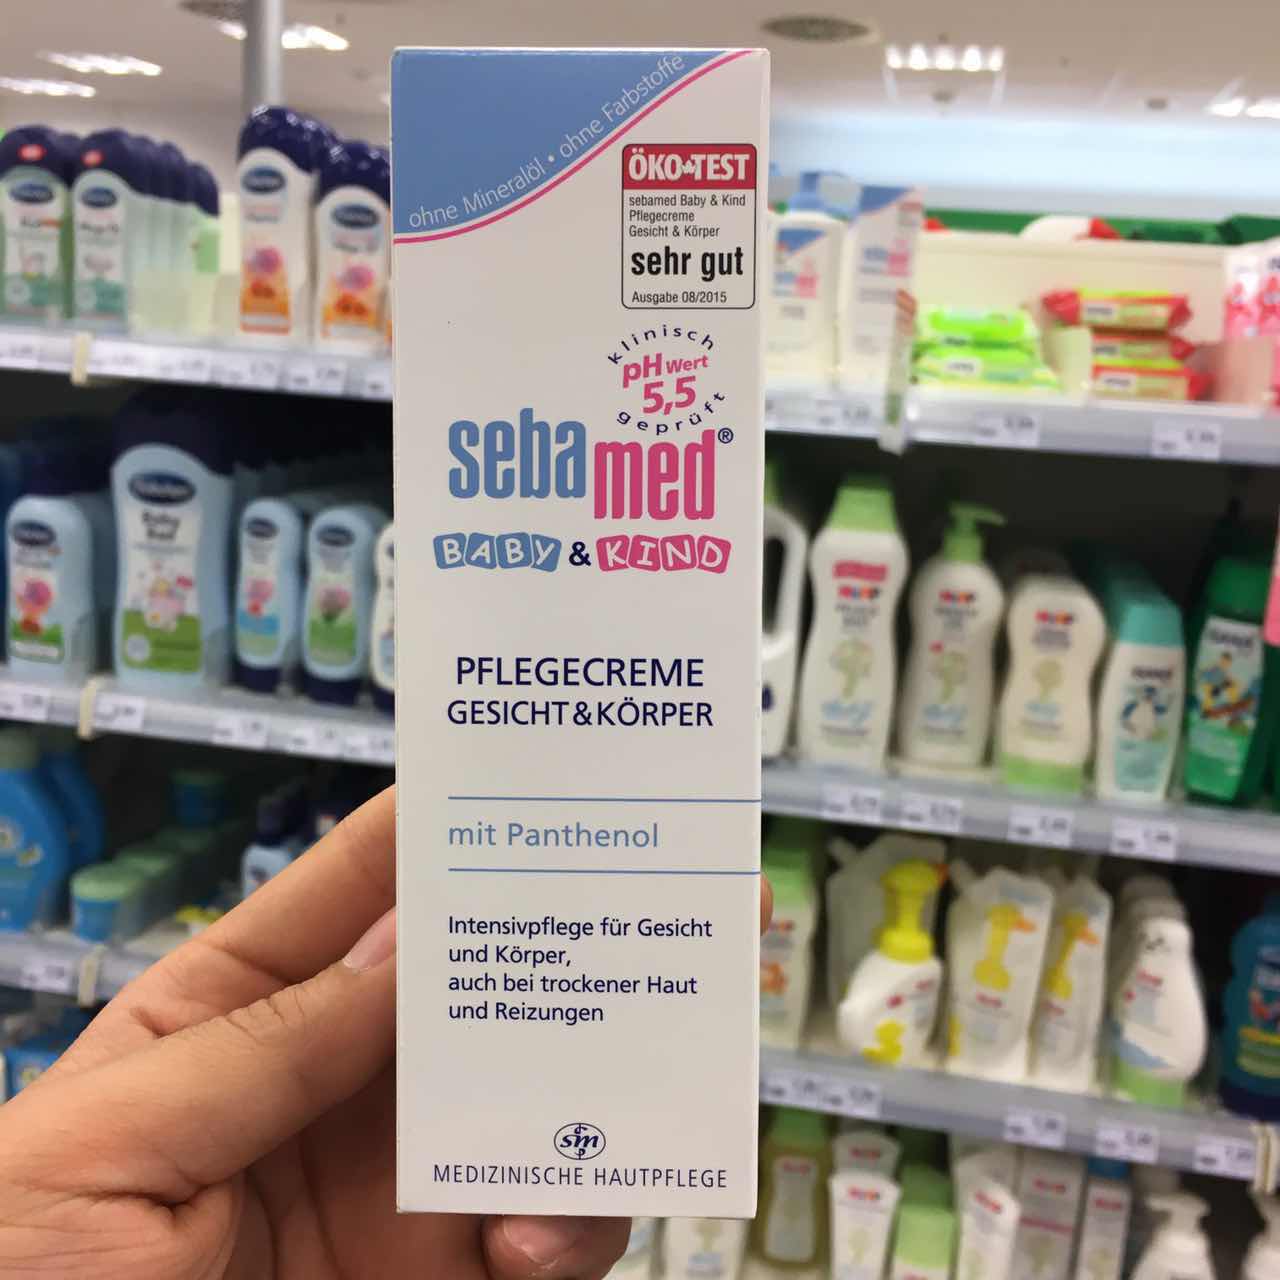 ohne Mineralöl • ohne Farbstoffe
ÖKO TEST
sebamed Baby & Kind
Pflegecreme
Gesicht & Körper
sehr gut
Ausgabe 08/2015
klinisch
pH Wert
5,5
geprüft
sebamed®
BABY & KIND
PFLEGECREME
GESICHT&KÖRPER
mit Panthenol
Intensivpflege für Gesicht
und Körper,
auch bei trockener Haut
und Reizungen
sm
MEDIZINISCHE HAUTPFLEGE
HiPP
HiPP